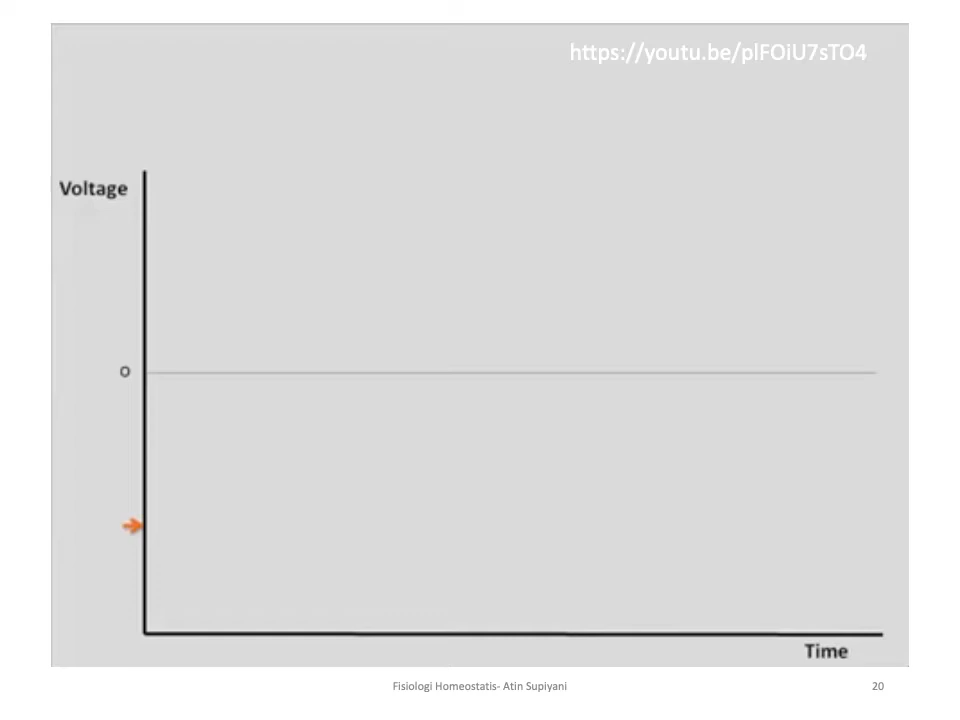 https://youtu.be/plFOiU7sTO4
Voltage
0
Time
Fisiologi Homeostatis- Atin Supiyani
20